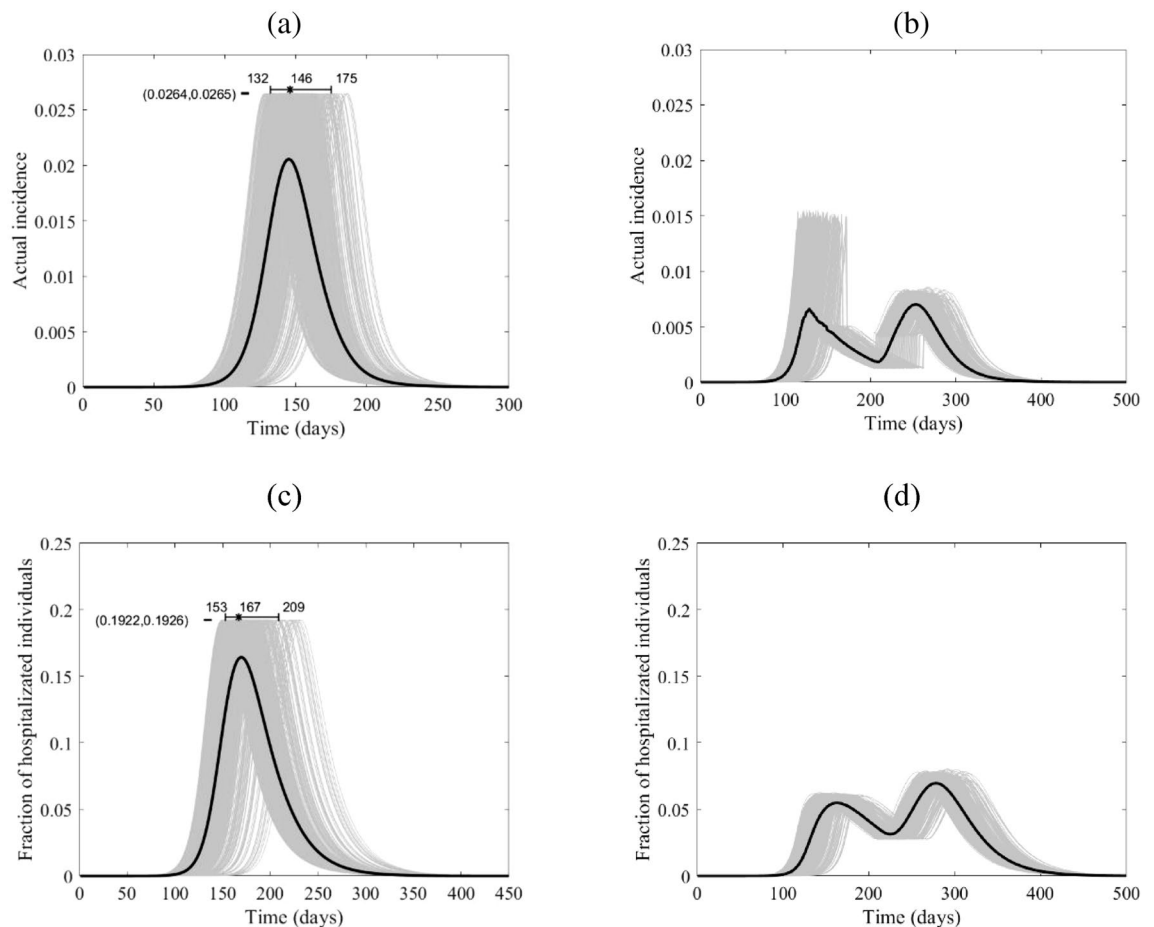 (a)
0.03
0.025
0.02
0.015
0.01
0.005
0
Actual incidence
132 146 175
(0.0264,0.0265)
0 50 100 150 200 250 300
Time (days)
(b)
0.03
0.025
0.02
0.015
0.01
0.005
0
Actual incidence
0 100 200 300 400 500
Time (days)
(c)
0.25
0.2
0.15
0.1
0.05
0
Fraction of hospitalizated individuals
153 167 209
(0.1922,0.1926)
0 50 100 150 200 250 300 350 400 450
Time (days)
(d)
0.25
0.2
0.15
0.1
0.05
0
Fraction of hospitalizated individuals
0 100 200 300 400 500
Time (days)